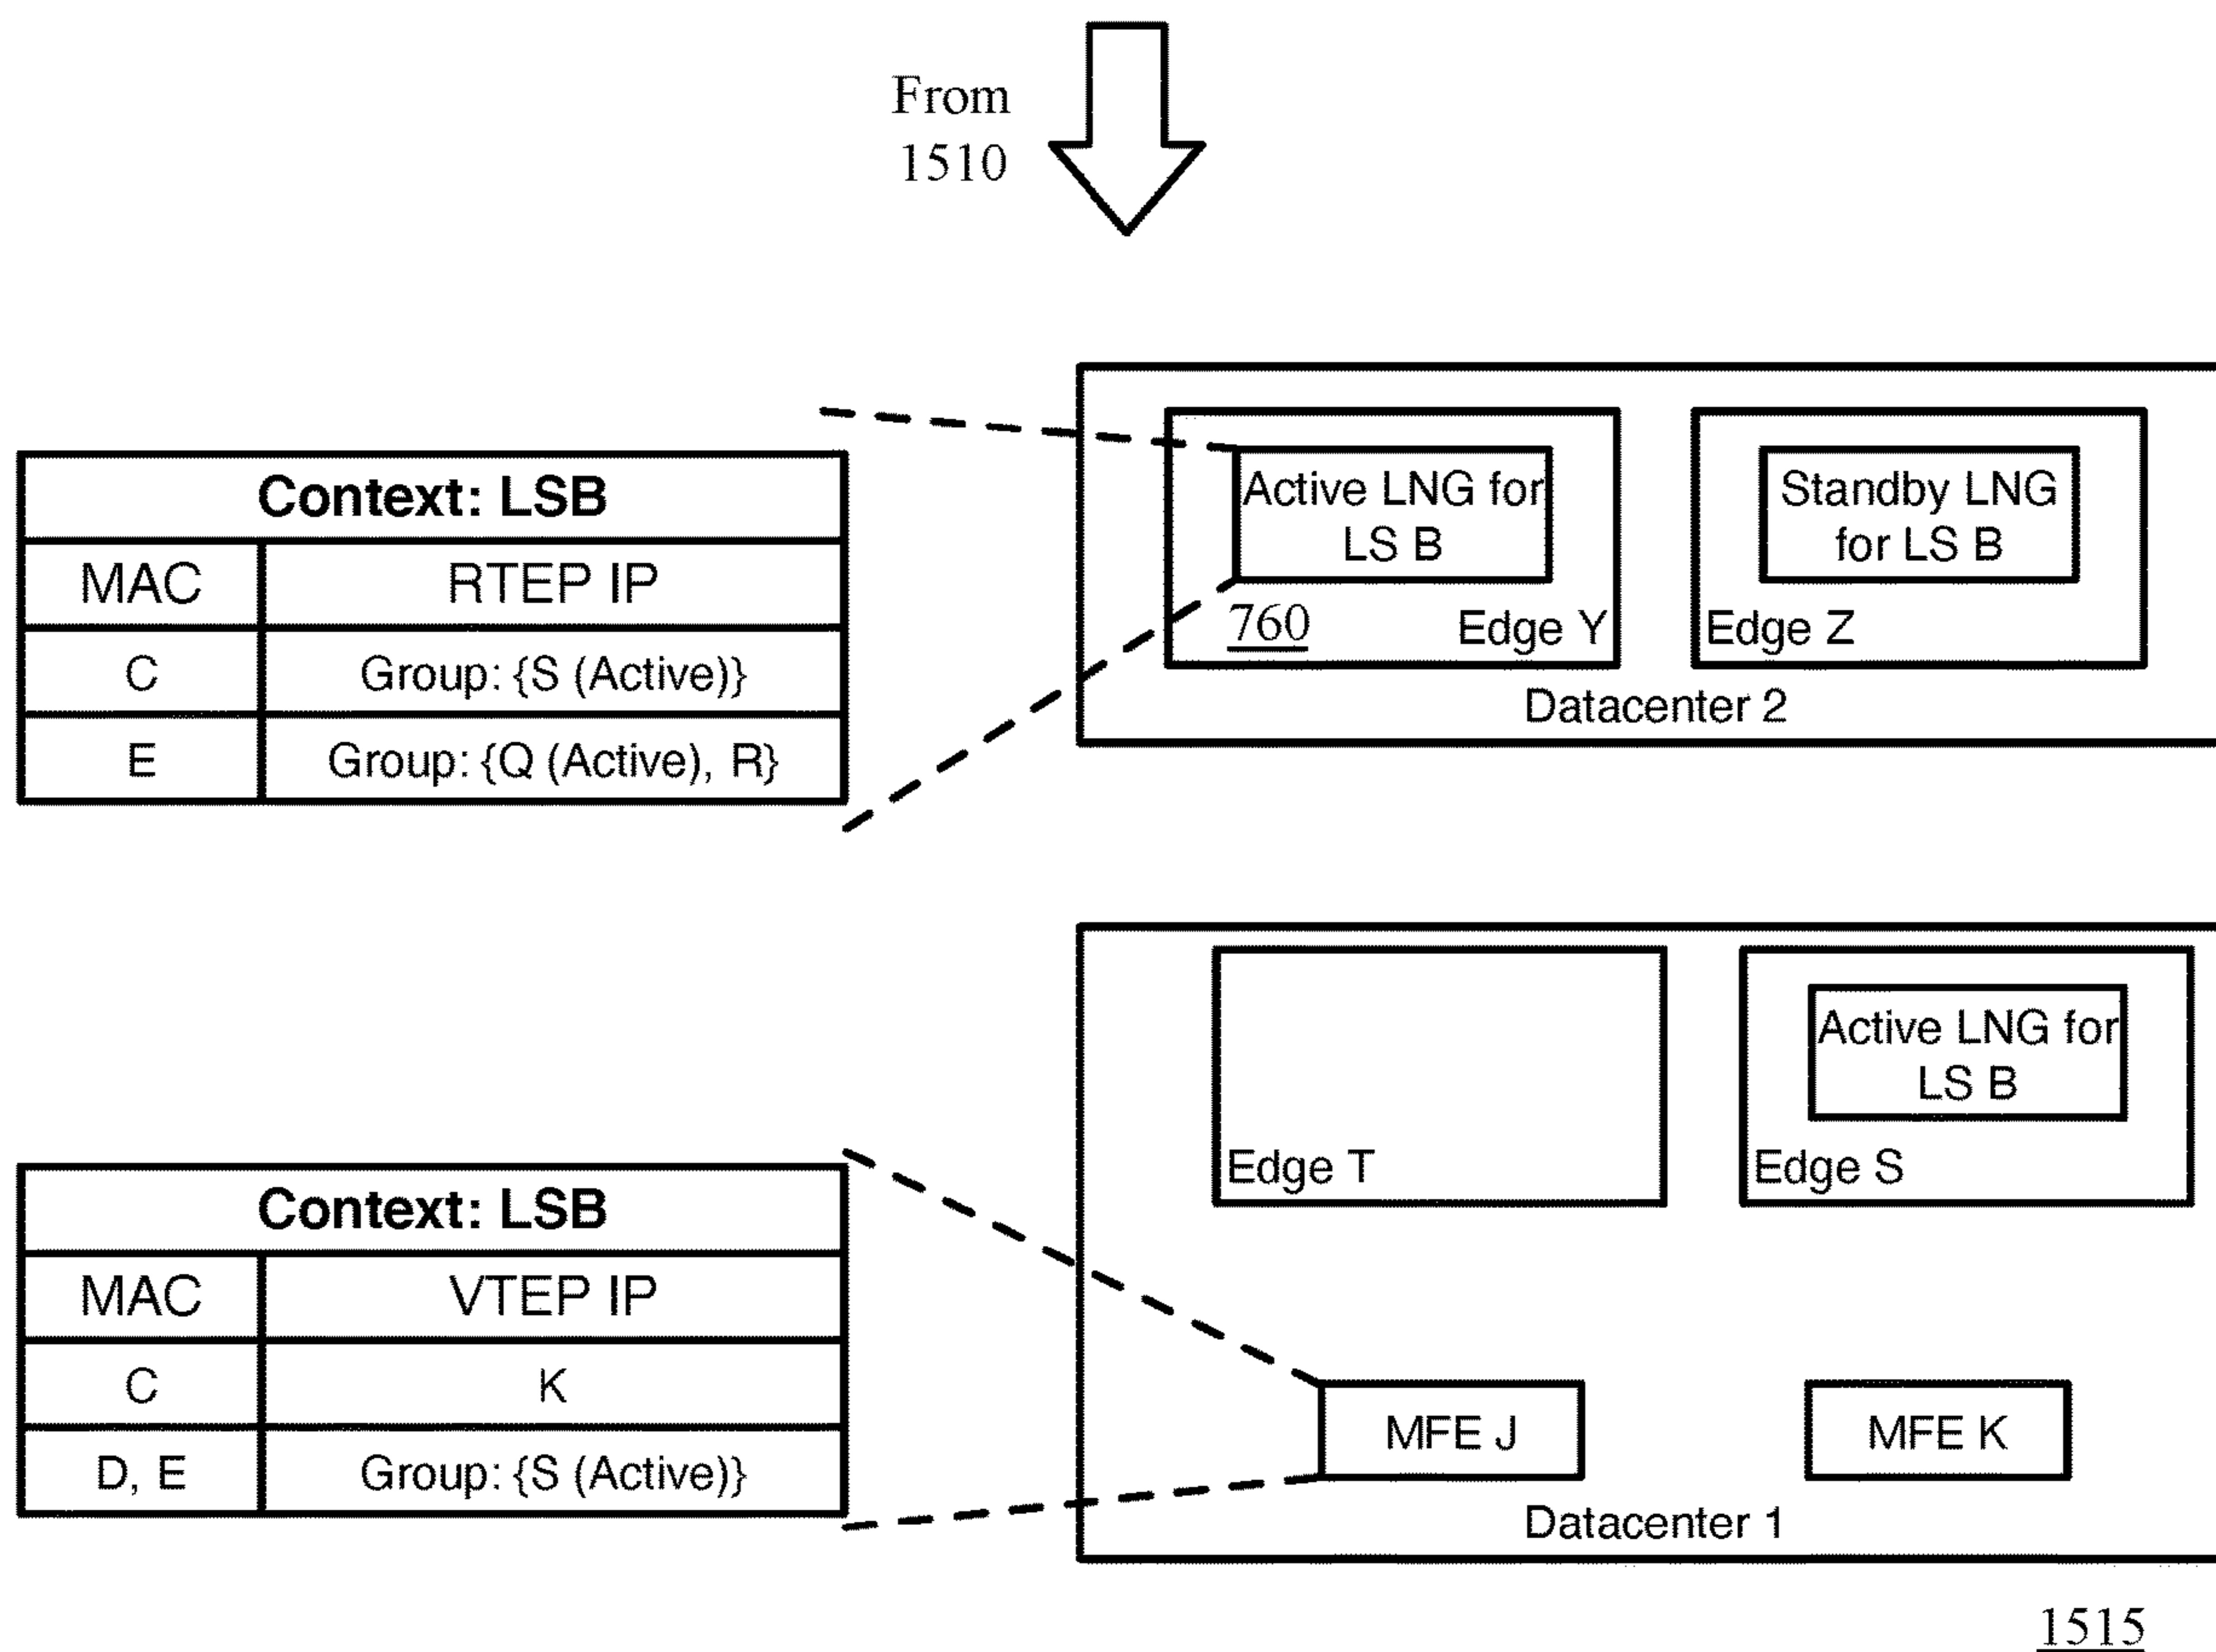 From
1510
Context: LSB
MAC RTEP IP
C Group: {S (Active)}
E Group: {Q (Active), R}
Active LNG for
LS B
760 Edge Y
Standby LNG
for LS B
Edge Z
Datacenter 2
Context: LSB
MAC VTEP IP
C K
D, E Group: {S (Active)}
Edge T
Active LNG for
LS B
Edge S
MFE J MFE K
Datacenter 1
1515